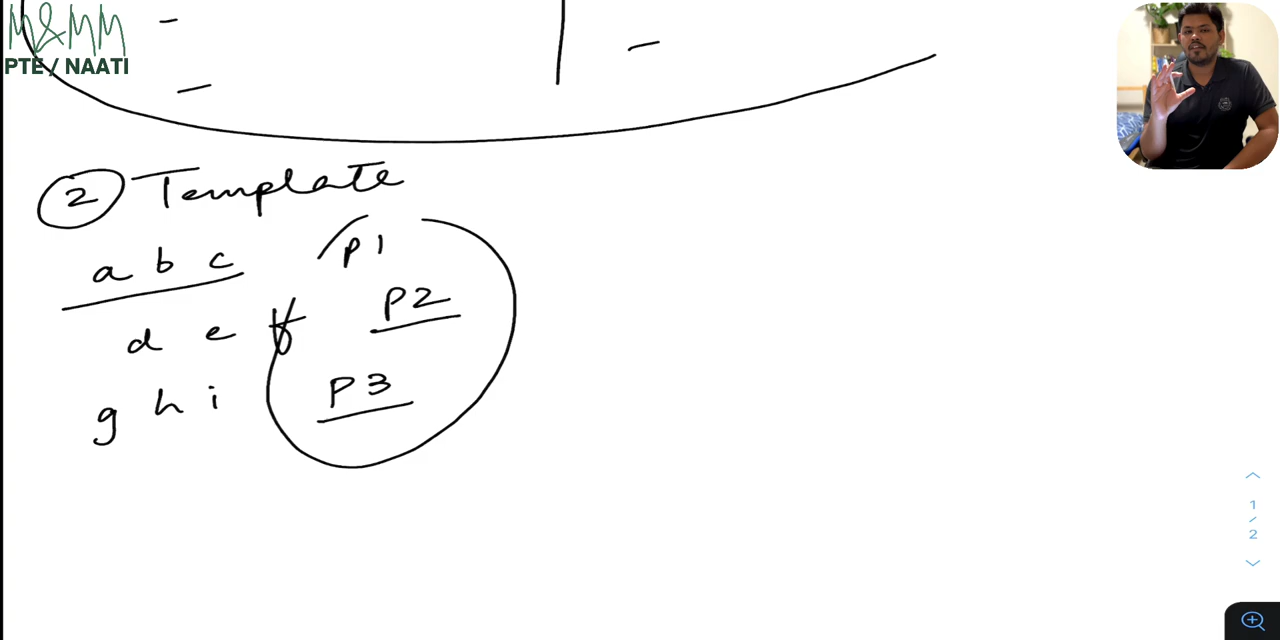 M&MM
PTE / NAATI
2 Template
a b c p1
d e f p2
g h i p3
1
/
2